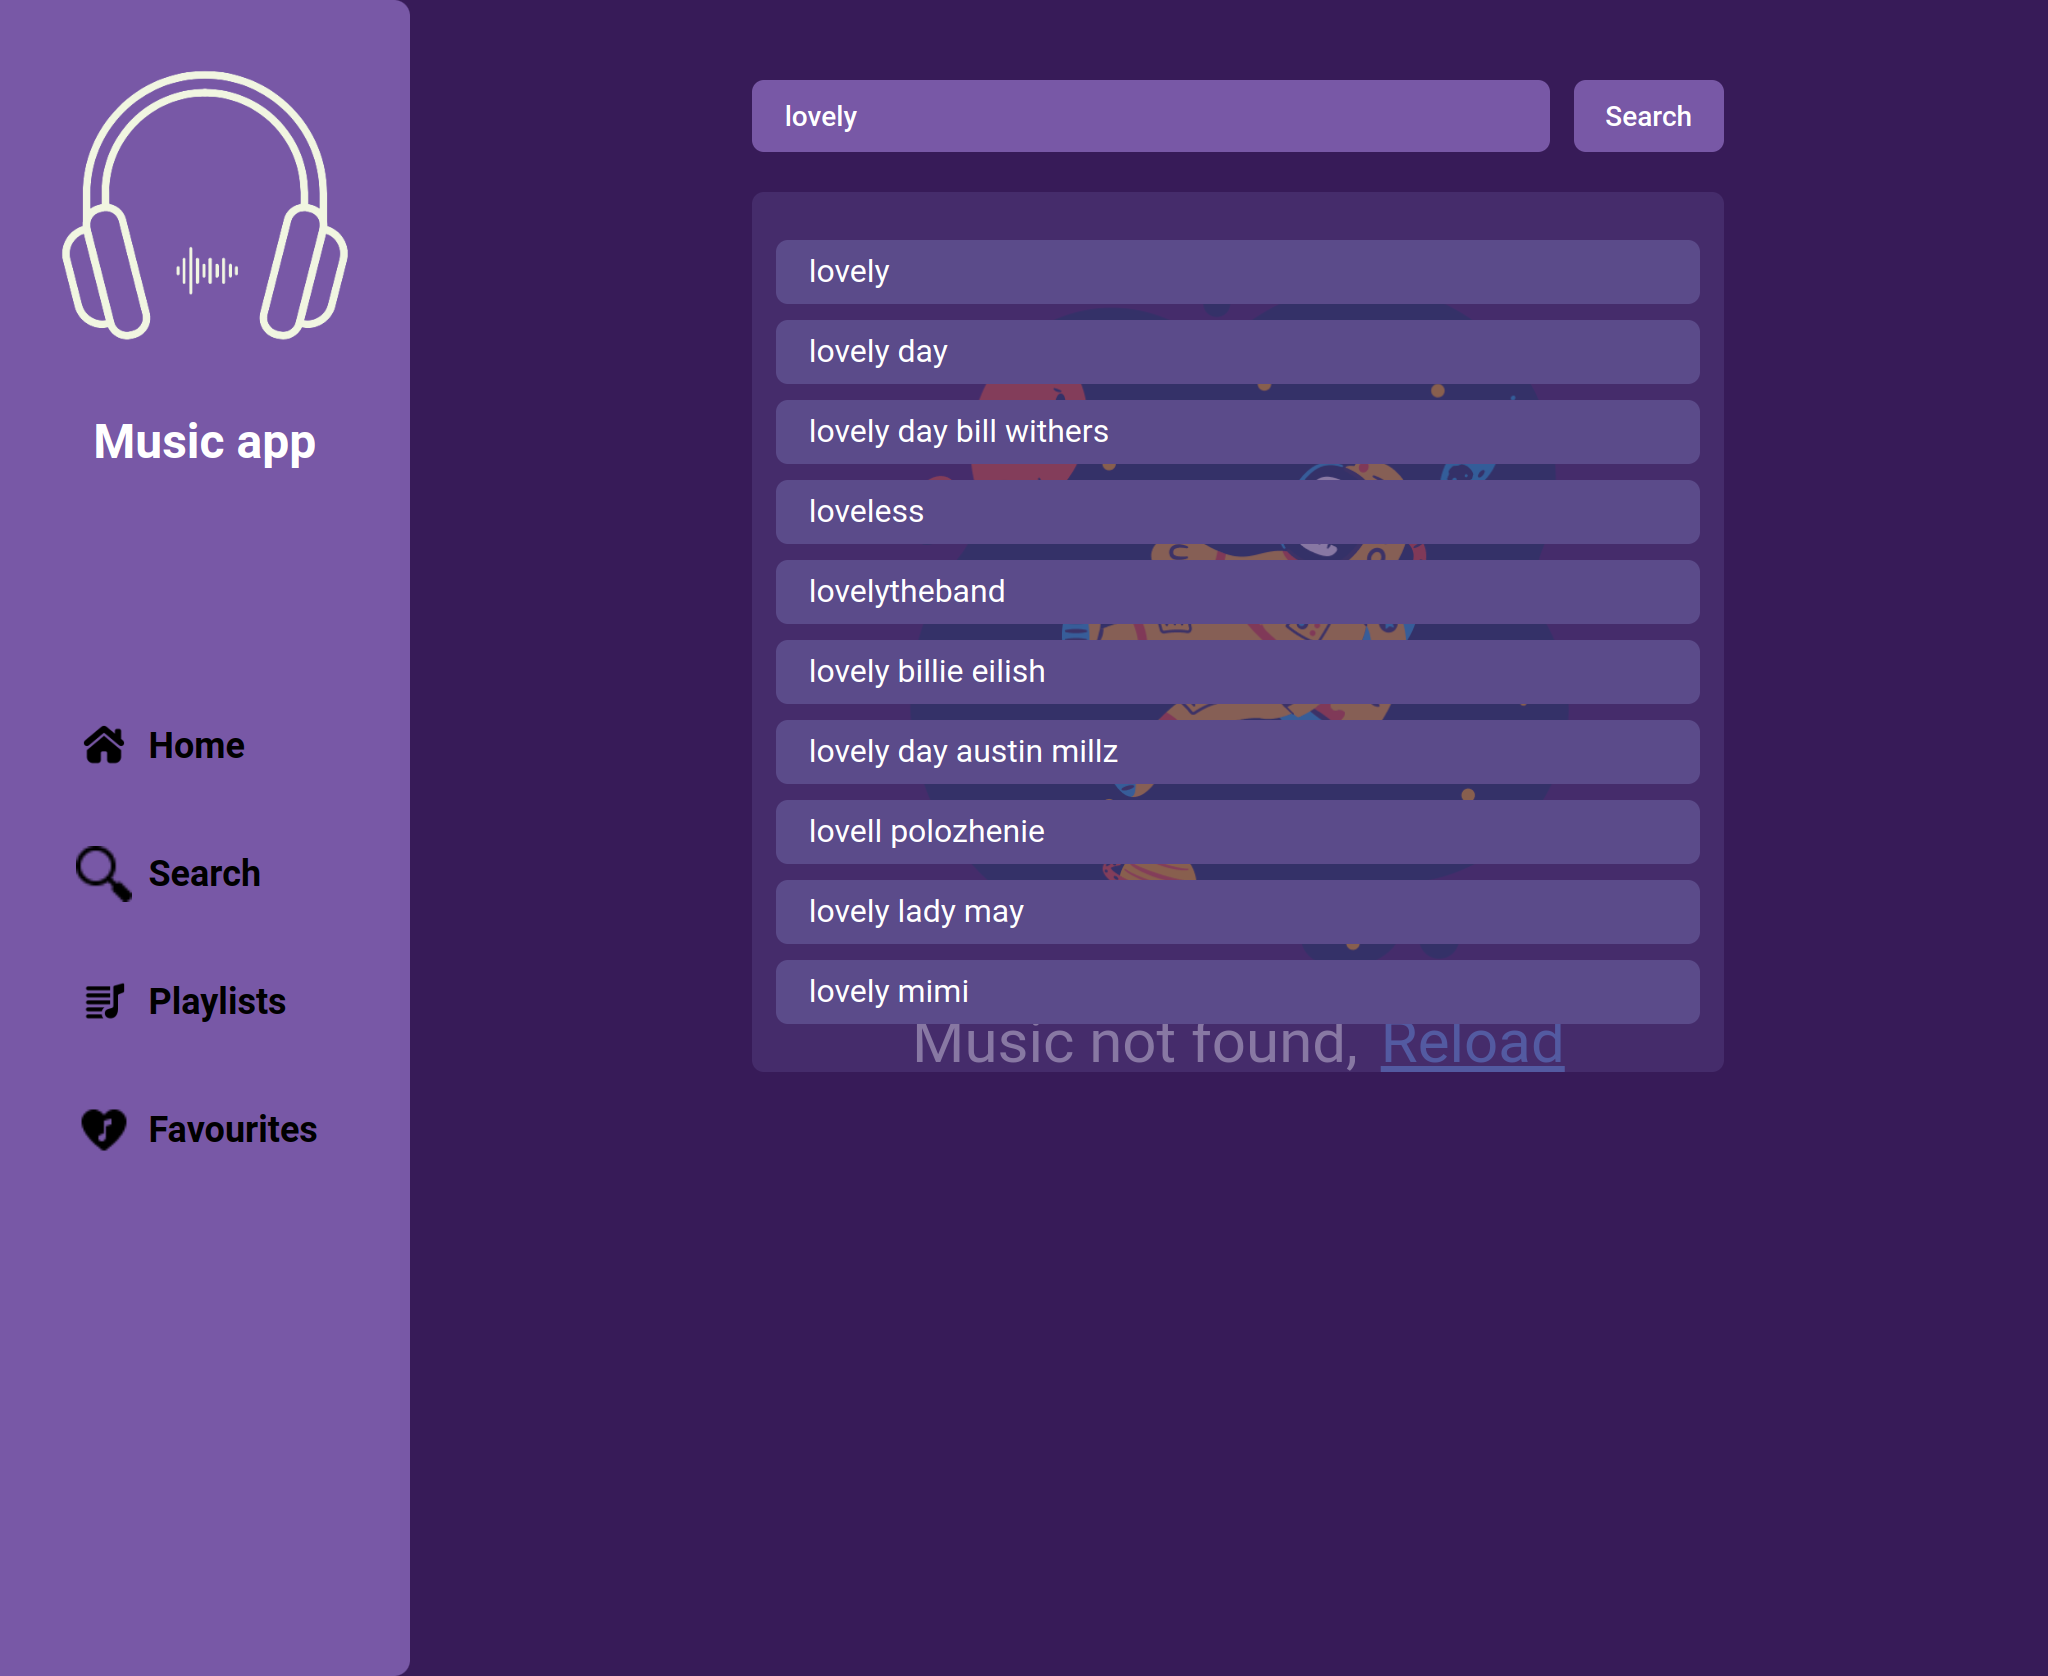 Music app
Home
Search
Playlists
Favourites
lovely
Search
lovely
lovely day
lovely day bill withers
loveless
lovelytheband
lovely billie eilish
lovely day austin millz
lovell polozhenie
lovely lady may
lovely mimi
Music not found, Reload